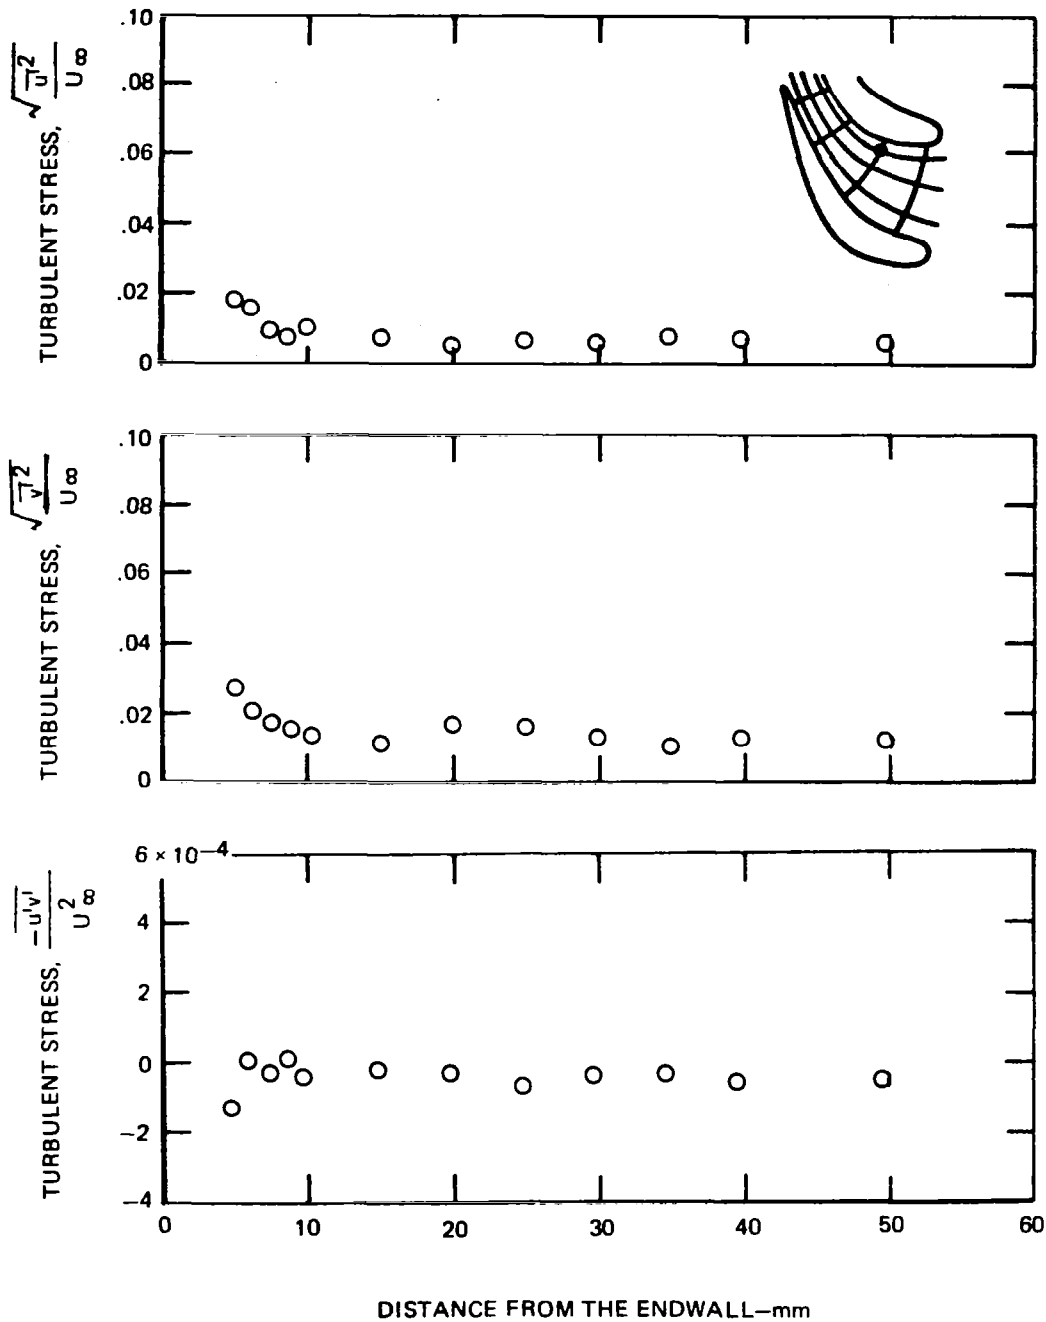 TURBULENT STRESS, √u'² / U∞
.10
.08
.06
.04
.02
0
TURBULENT STRESS, √v'² / U∞
.10
.08
.06
.04
.02
0
TURBULENT STRESS, −u'v' / U²∞
6 × 10−4
4
2
0
−2
−4
0 10 20 30 40 50 60
DISTANCE FROM THE ENDWALL—mm